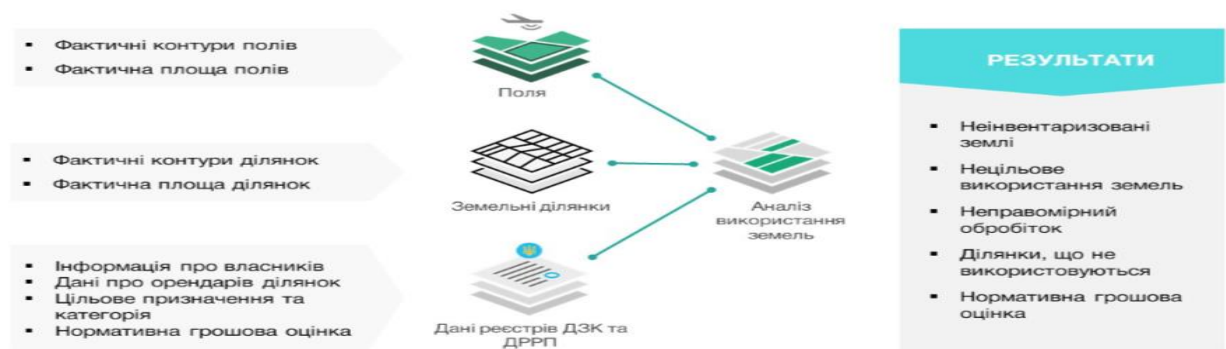 Фактичні контури полів
Фактична площа полів
Поля
Фактичні контури ділянок
Фактична площа ділянок
Земельні ділянки
Інформація про власників
Дані про орендарів ділянок
Цільове призначення та
категорія
Нормативна грошова оцінка
Дані реєстрів ДЗК та
ДРРП
Аналіз
використання
земель
РЕЗУЛЬТАТИ
Неінвентаризовані
землі
Нецільове
використання земель
Неправомірний
обробіток
Ділянки, що не
використовуються
Нормативна грошова
оцінка